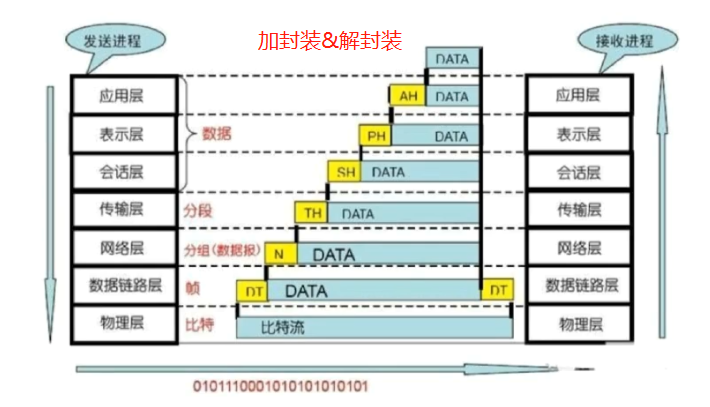 发送进程
加封装&解封装
接收进程
DATA
应用层
AH
DATA
应用层
表示层
数据
PH
DATA
表示层
会话层
SH
DATA
会话层
传输层
分段
TH
DATA
传输层
网络层
分组(数据报)
N
DATA
网络层
数据链路层
帧
DT
DATA
DT
数据链路层
物理层
比特
比特流
物理层
0101110001010101010101